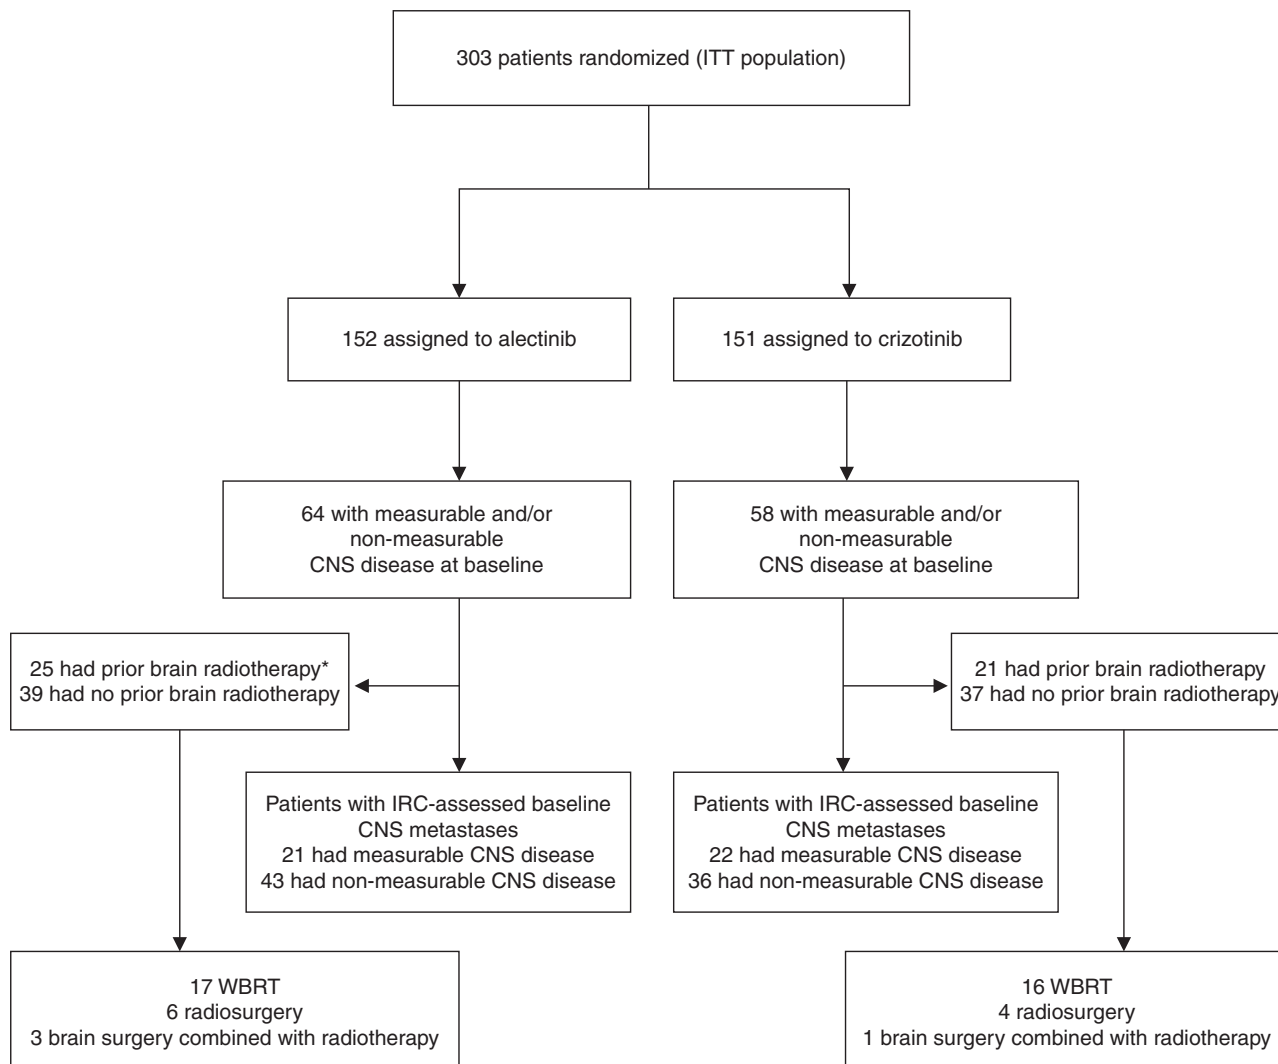 303 patients randomized (ITT population)
152 assigned to alectinib
151 assigned to crizotinib
64 with measurable and/or
non-measurable
CNS disease at baseline
58 with measurable and/or
non-measurable
CNS disease at baseline
25 had prior brain radiotherapy*
39 had no prior brain radiotherapy
21 had prior brain radiotherapy
37 had no prior brain radiotherapy
Patients with IRC-assessed baseline
CNS metastases
21 had measurable CNS disease
43 had non-measurable CNS disease
Patients with IRC-assessed baseline
CNS metastases
22 had measurable CNS disease
36 had non-measurable CNS disease
17 WBRT
6 radiosurgery
3 brain surgery combined with radiotherapy
16 WBRT
4 radiosurgery
1 brain surgery combined with radiotherapy